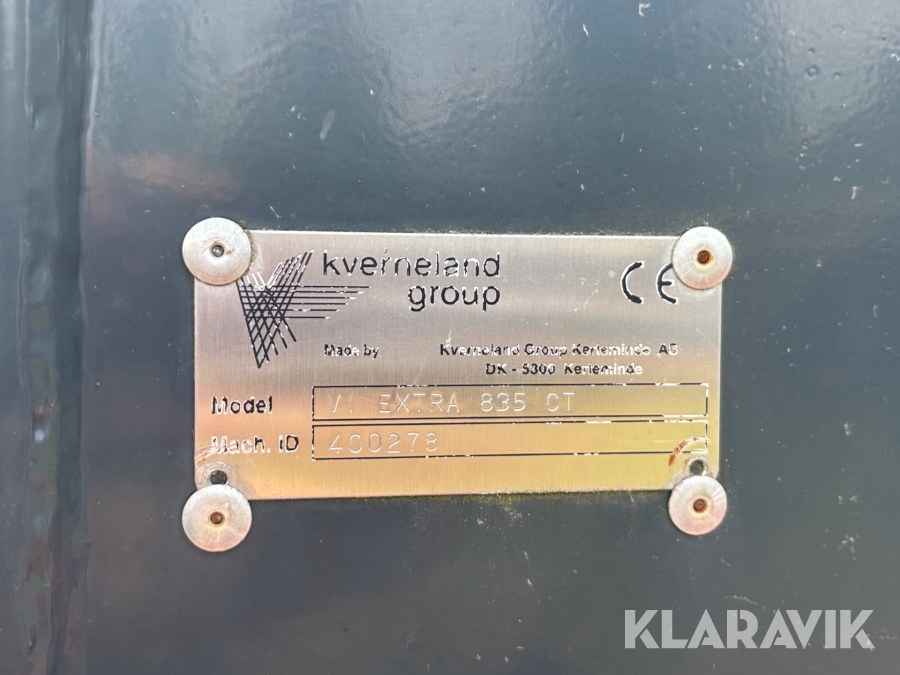 kverneland
group
CE
Made by Kverneland Group Kerteminde AS
DK - 5300 Kerteminde
Model VI EXTRA 835 CT
Mach. ID 400278
KLARAVIK